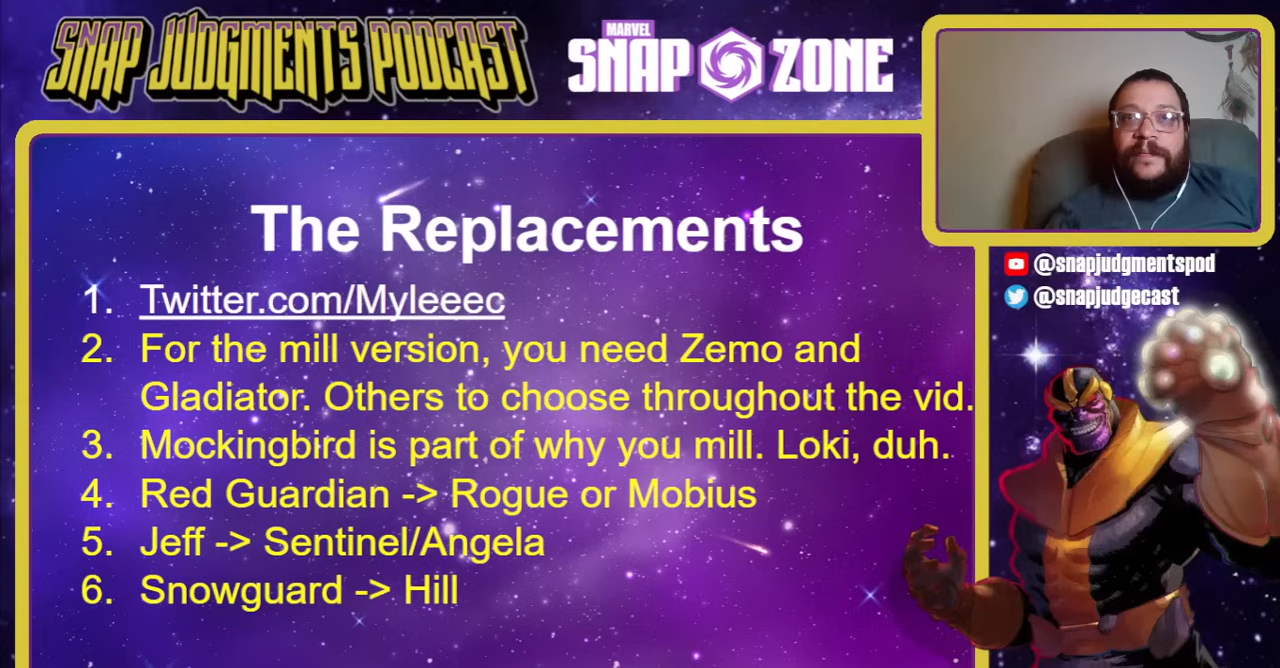 SNAP JUDGMENTS PODCAST
MARVEL
SNAP ZONE
The Replacements
1. Twitter.com/Myleeec
2. For the mill version, you need Zemo and
Gladiator. Others to choose throughout the vid.
3. Mockingbird is part of why you mill. Loki, duh.
4. Red Guardian -> Rogue or Mobius
5. Jeff -> Sentinel/Angela
6. Snowguard -> Hill
@snapjudgmentspod
@snapjudgecast